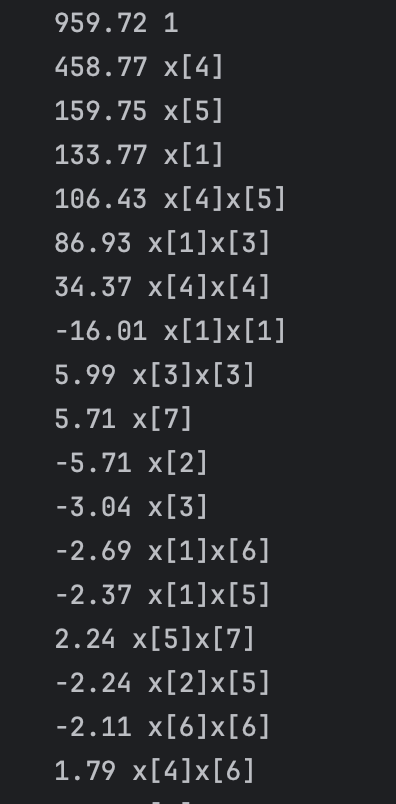 959.72 1
458.77 x[4]
159.75 x[5]
133.77 x[1]
106.43 x[4]x[5]
86.93 x[1]x[3]
34.37 x[4]x[4]
-16.01 x[1]x[1]
5.99 x[3]x[3]
5.71 x[7]
-5.71 x[2]
-3.04 x[3]
-2.69 x[1]x[6]
-2.37 x[1]x[5]
2.24 x[5]x[7]
-2.24 x[2]x[5]
-2.11 x[6]x[6]
1.79 x[4]x[6]